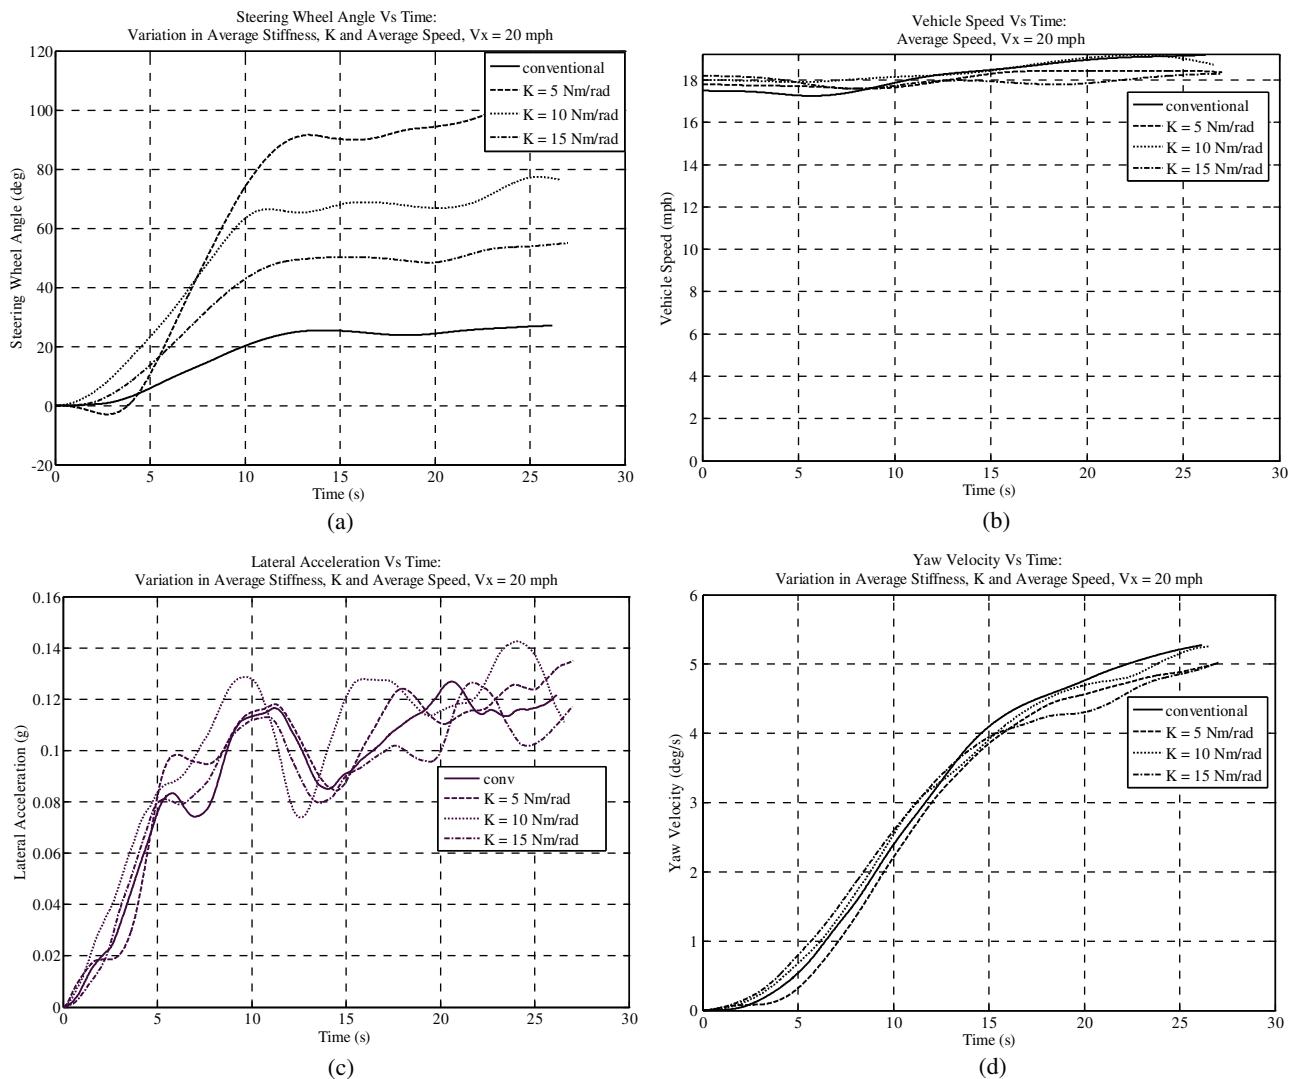 Steering Wheel Angle Vs Time:
Variation in Average Stiffness, K and Average Speed, Vx = 20 mph
120
100
80
60
40
20
0
-20
Steering Wheel Angle (deg)
conventional
K = 5 Nm/rad
K = 10 Nm/rad
K = 15 Nm/rad
0 5 10 15 20 25 30
Time (s)
(a)
Vehicle Speed Vs Time:
Average Speed, Vx = 20 mph
18
16
14
12
10
8
6
4
2
0
Vehicle Speed (mph)
conventional
K = 5 Nm/rad
K = 10 Nm/rad
K = 15 Nm/rad
0 5 10 15 20 25 30
Time (s)
(b)
Lateral Acceleration Vs Time:
Variation in Average Stiffness, K and Average Speed, Vx = 20 mph
0.16
0.14
0.12
0.1
0.08
0.06
0.04
0.02
0
Lateral Acceleration (g)
conv
K = 5 Nm/rad
K = 10 Nm/rad
K = 15 Nm/rad
0 5 10 15 20 25 30
Time (s)
(c)
Yaw Velocity Vs Time:
Variation in Average Stiffness, K and Average Speed, Vx = 20 mph
6
5
4
3
2
1
0
Yaw Velocity (deg/s)
conventional
K = 5 Nm/rad
K = 10 Nm/rad
K = 15 Nm/rad
0 5 10 15 20 25 30
Time (s)
(d)